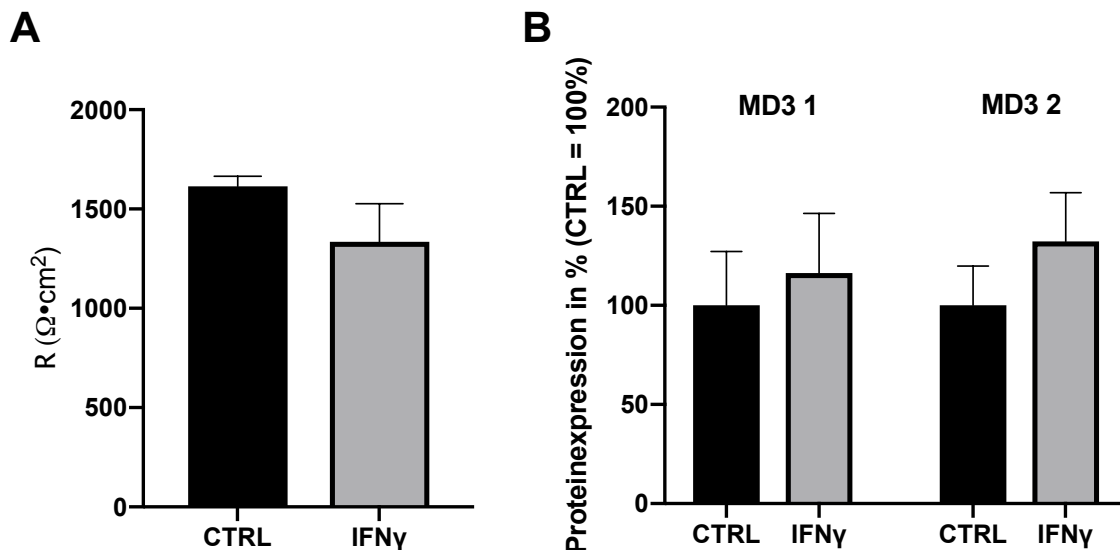 A
R (Ω•cm²)
2000
1500
1000
500
0
CTRL
IFNγ
B
Proteinexpression in % (CTRL = 100%)
MD3 1
MD3 2
200
150
100
50
0
CTRL
IFNγ
CTRL
IFNγ